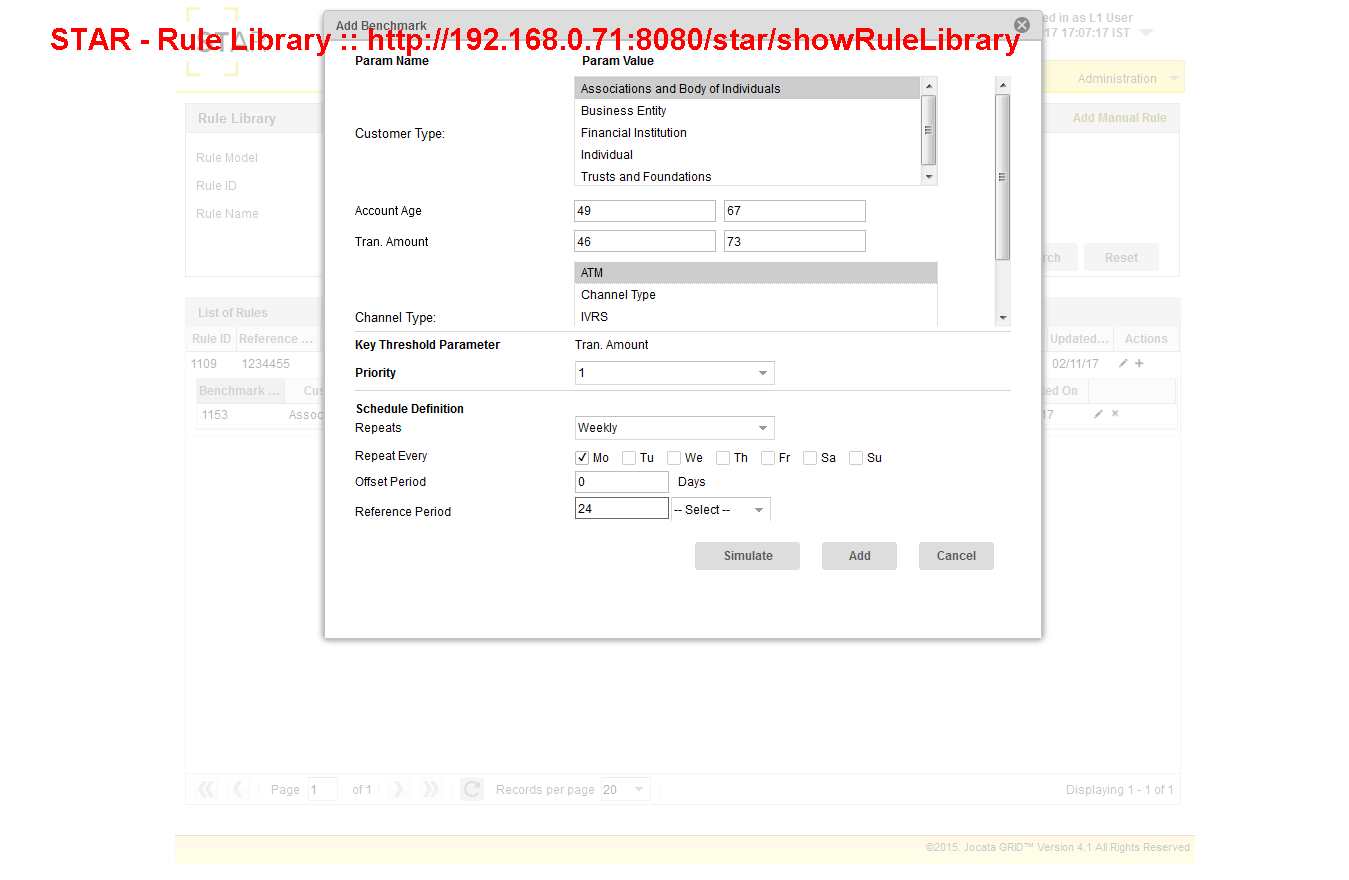 Add Benchmark
STAR - Rule Library :: http://192.168.0.71:8080/star/showRuleLibrary
ed in as L1 User
17 17:07:17 IST
Administration
Param Name Param Value
Customer Type:
Associations and Body of Individuals
Business Entity
Financial Institution
Individual
Trusts and Foundations
Account Age 49 67
Tran. Amount 46 73
Channel Type:
ATM
Channel Type
IVRS
Key Threshold Parameter Tran. Amount
Priority 1
Schedule Definition
Repeats Weekly
Repeat Every Mo Tu We Th Fr Sa Su
Offset Period 0 Days
Reference Period 24 -- Select --
Simulate Add Cancel
Rule Library Add Manual Rule
Rule Model
Rule ID
Rule Name
rch Reset
List of Rules
Rule ID Reference ... Updated... Actions
1109 1234455 02/11/17
Benchmark ... Cus ted On
1153 Assoc 17
Page 1 of 1 Records per page 20 Displaying 1 - 1 of 1
©2015. Jocata GRID™ Version 4.1 All Rights Reserved